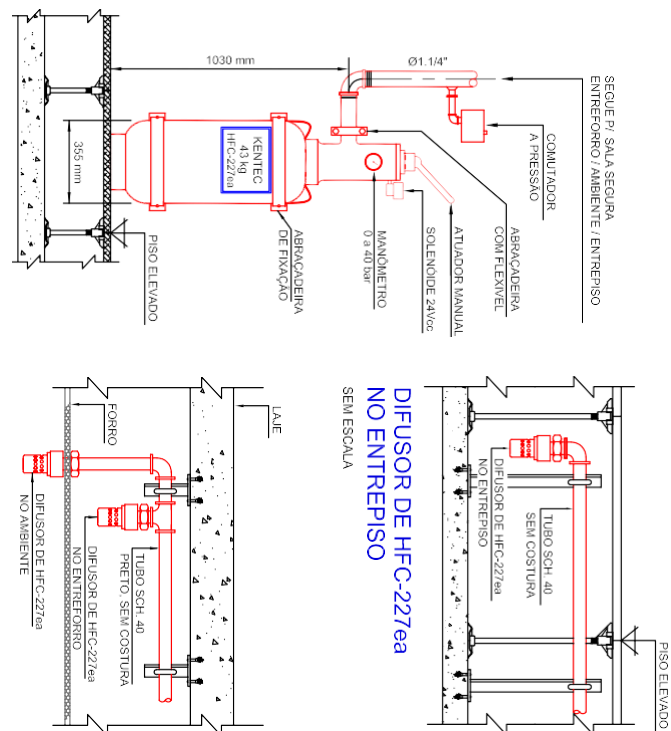 SEGUE P/ SALA SEGURA
ENTREFORRO / AMBIENTE / ENTREPISO
COMUTADOR
A PRESSÃO
ABRAÇADEIRA
COM FLEXIVEL
ATUADOR MANUAL
SOLENÓIDE 24Vcc
MANÔMETRO
0 a 40 bar
ABRAÇADEIRA
DE FIXAÇÃO
PISO ELEVADO
1030 mm
Ø1.1/4"
355 mm
KENTEC
43 kg
HFC-227ea
LAJE
FORRO
TUBO SCH. 40
PRETO, SEM COSTURA
DIFUSOR DE HFC-227ea
NO ENTREFORRO
DIFUSOR DE HFC-227ea
NO AMBIENTE
DIFUSOR DE HFC-227ea
NO ENTREPISO
SEM ESCALA
PISO ELEVADO
TUBO SCH. 40
SEM COSTURA
DIFUSOR DE HFC-227ea
NO ENTREPISO